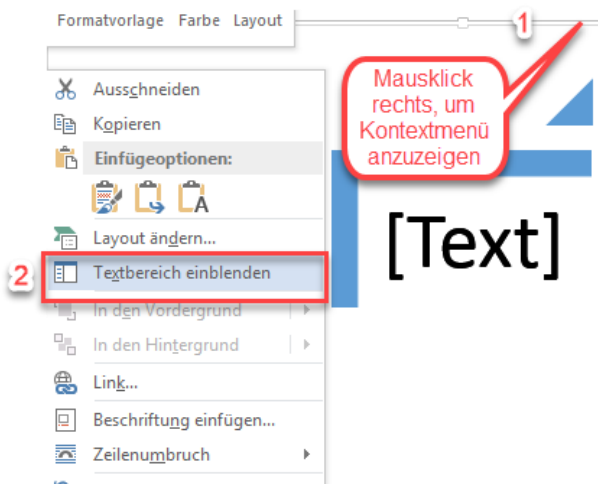 Formatvorlage Farbe Layout
1
Mausklick
rechts, um
Kontextmenü
anzuzeigen
Ausschneiden
Kopieren
Einfügeoptionen:
A
Layout ändern...
[Text]
2
Textbereich einblenden
In den Vordergrund
In den Hintergrund
Link...
Beschriftung einfügen...
Zeilenumbruch